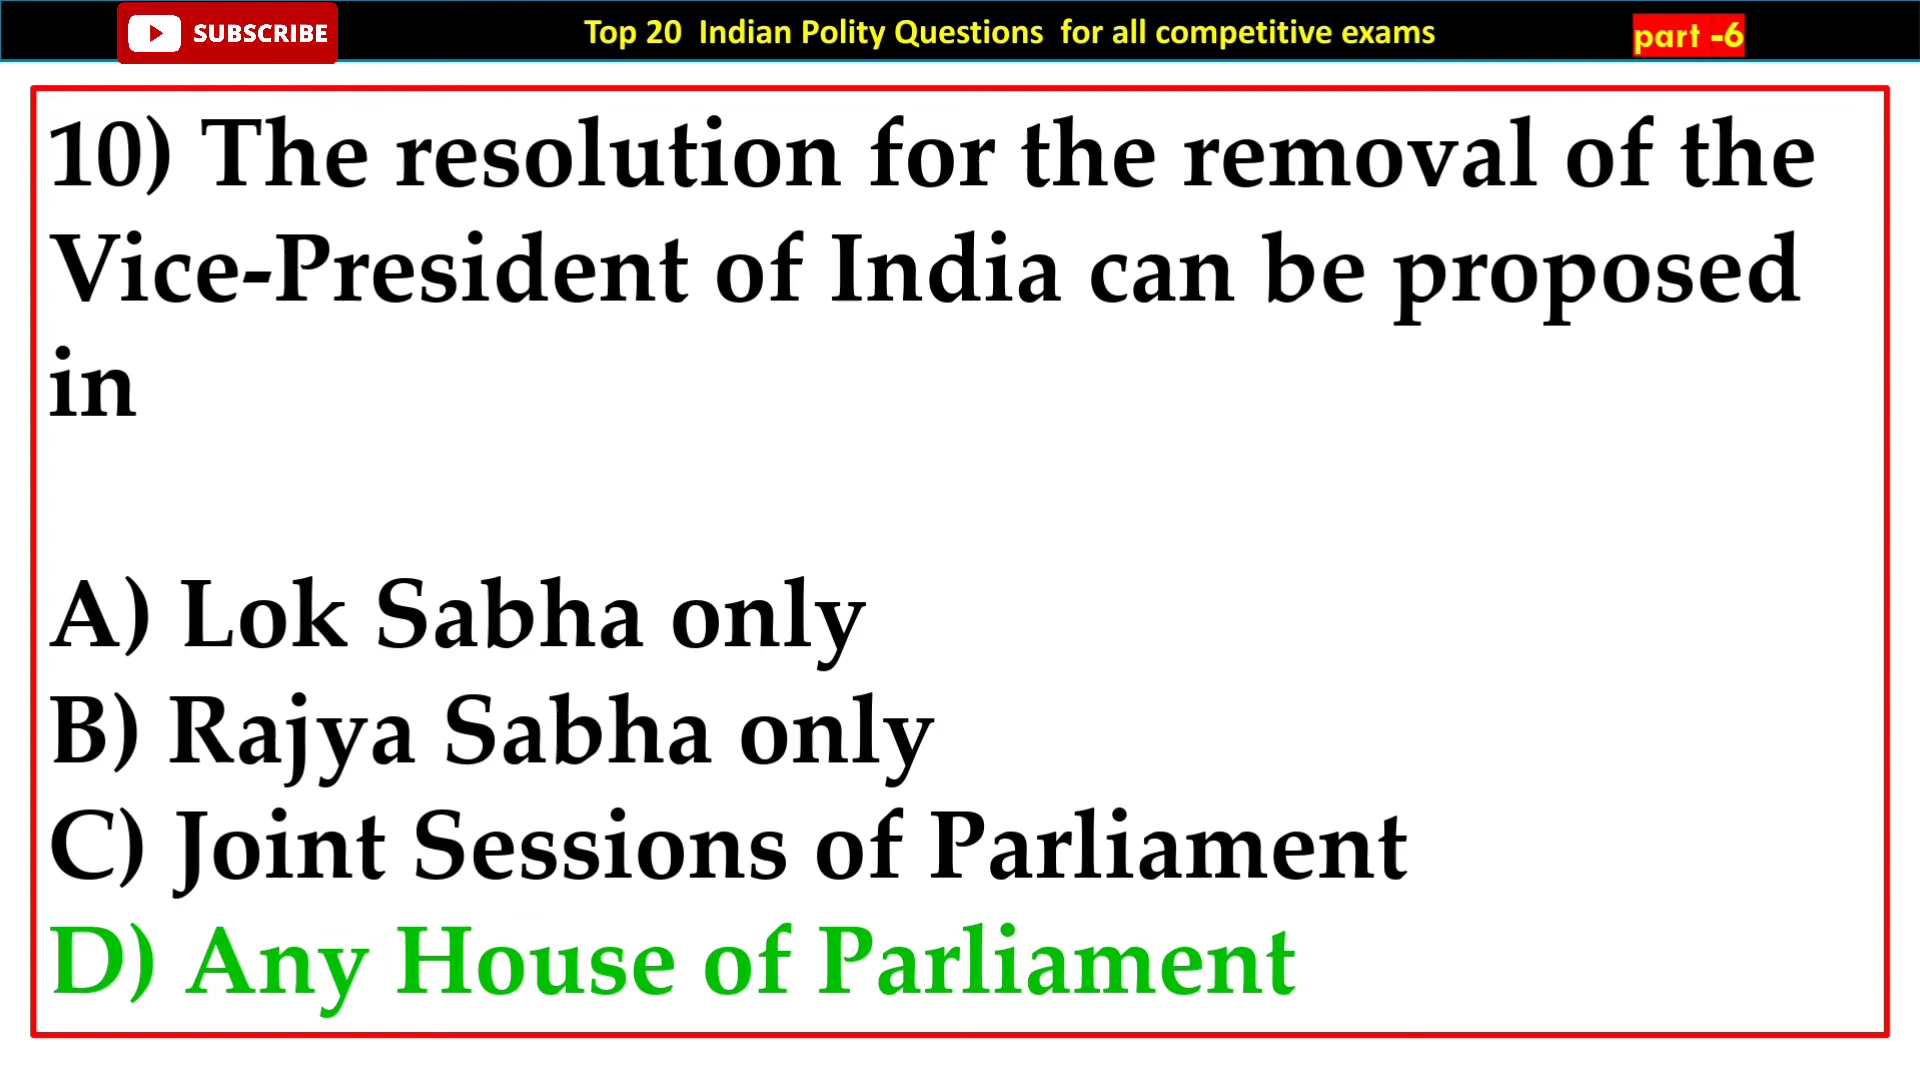 SUBSCRIBE
Top 20 Indian Polity Questions for all competitive exams
part -6
10) The resolution for the removal of the
Vice-President of India can be proposed
in
A) Lok Sabha only
B) Rajya Sabha only
C) Joint Sessions of Parliament
D) Any House of Parliament